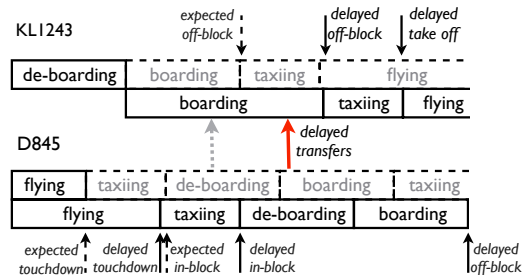 expected
off-block
delayed
off-block
delayed
take off
KL1243
de-boarding
boarding
taxiing
flying
boarding
taxiing
flying
delayed
transfers
D845
flying
taxiing
de-boarding
boarding
taxiing
flying
taxiing
de-boarding
boarding
expected
touchdown
delayed
touchdown
expected
in-block
delayed
in-block
delayed
off-block